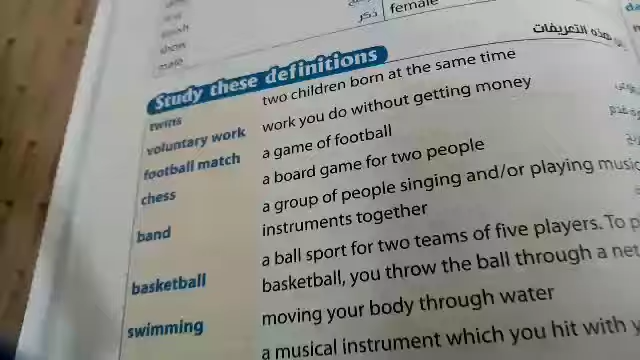 show
male
ذكر
female
هذه التعريفات
Study these definitions
twins two children born at the same time
voluntary work work you do without getting money
football match a game of football
chess a board game for two people
band a group of people singing and/or playing music
instruments together
basketball a ball sport for two teams of five players. To p
basketball, you throw the ball through a net
swimming moving your body through water
a musical instrument which you hit with y